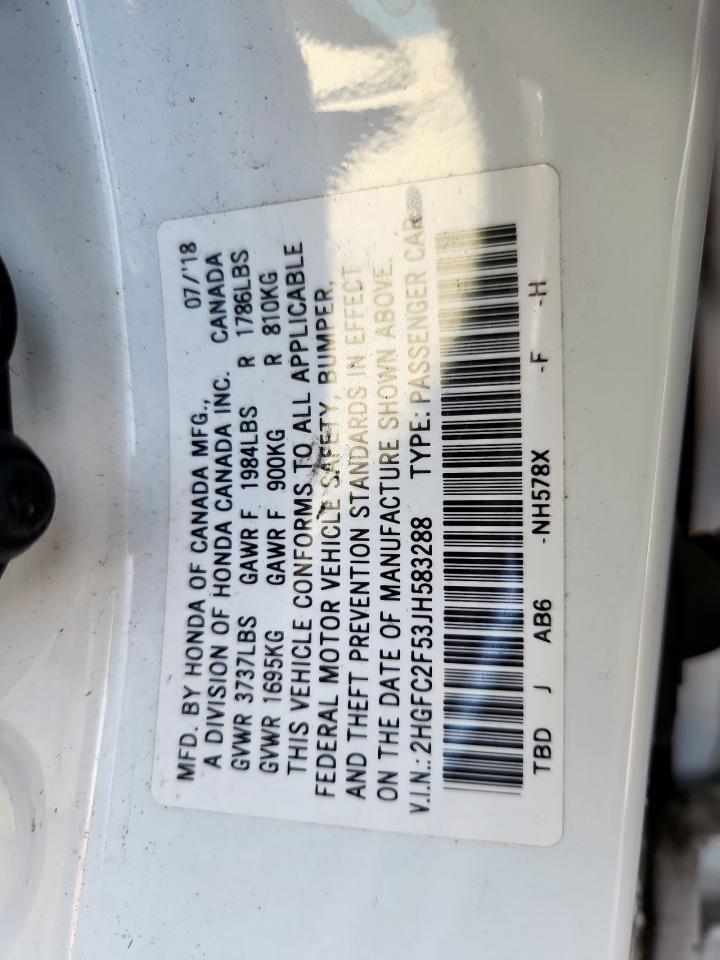 MFD. BY HONDA OF CANADA MFG., 07/'18
A DIVISION OF HONDA CANADA INC. CANADA
GVWR 3737LBS GAWR F 1984LBS R 1786LBS
GVWR 1695KG GAWR F 900KG R 810KG
THIS VEHICLE CONFORMS TO ALL APPLICABLE
FEDERAL MOTOR VEHICLE SAFETY, BUMPER,
AND THEFT PREVENTION STANDARDS IN EFFECT
ON THE DATE OF MANUFACTURE SHOWN ABOVE.
V.I.N.: 2HGFC2F53JH583288 TYPE: PASSENGER CAR
TBD J AB6 -NH578X -F -H